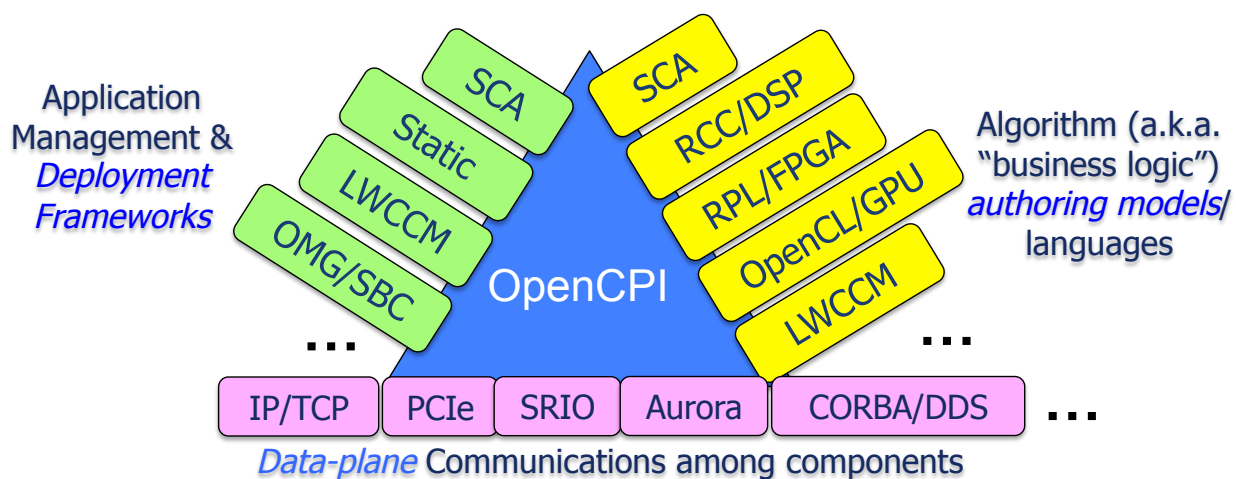 Application
Management &
Deployment
Frameworks
SCA
Static
LWCCM
OMG/SBC
...
OpenCPI
SCA
RCC/DSP
RPL/FPGA
OpenCL/GPU
LWCCM
...
Algorithm (a.k.a.
“business logic”)
authoring models/
languages
IP/TCP
PCIe
SRIO
Aurora
CORBA/DDS
...
Data-plane Communications among components